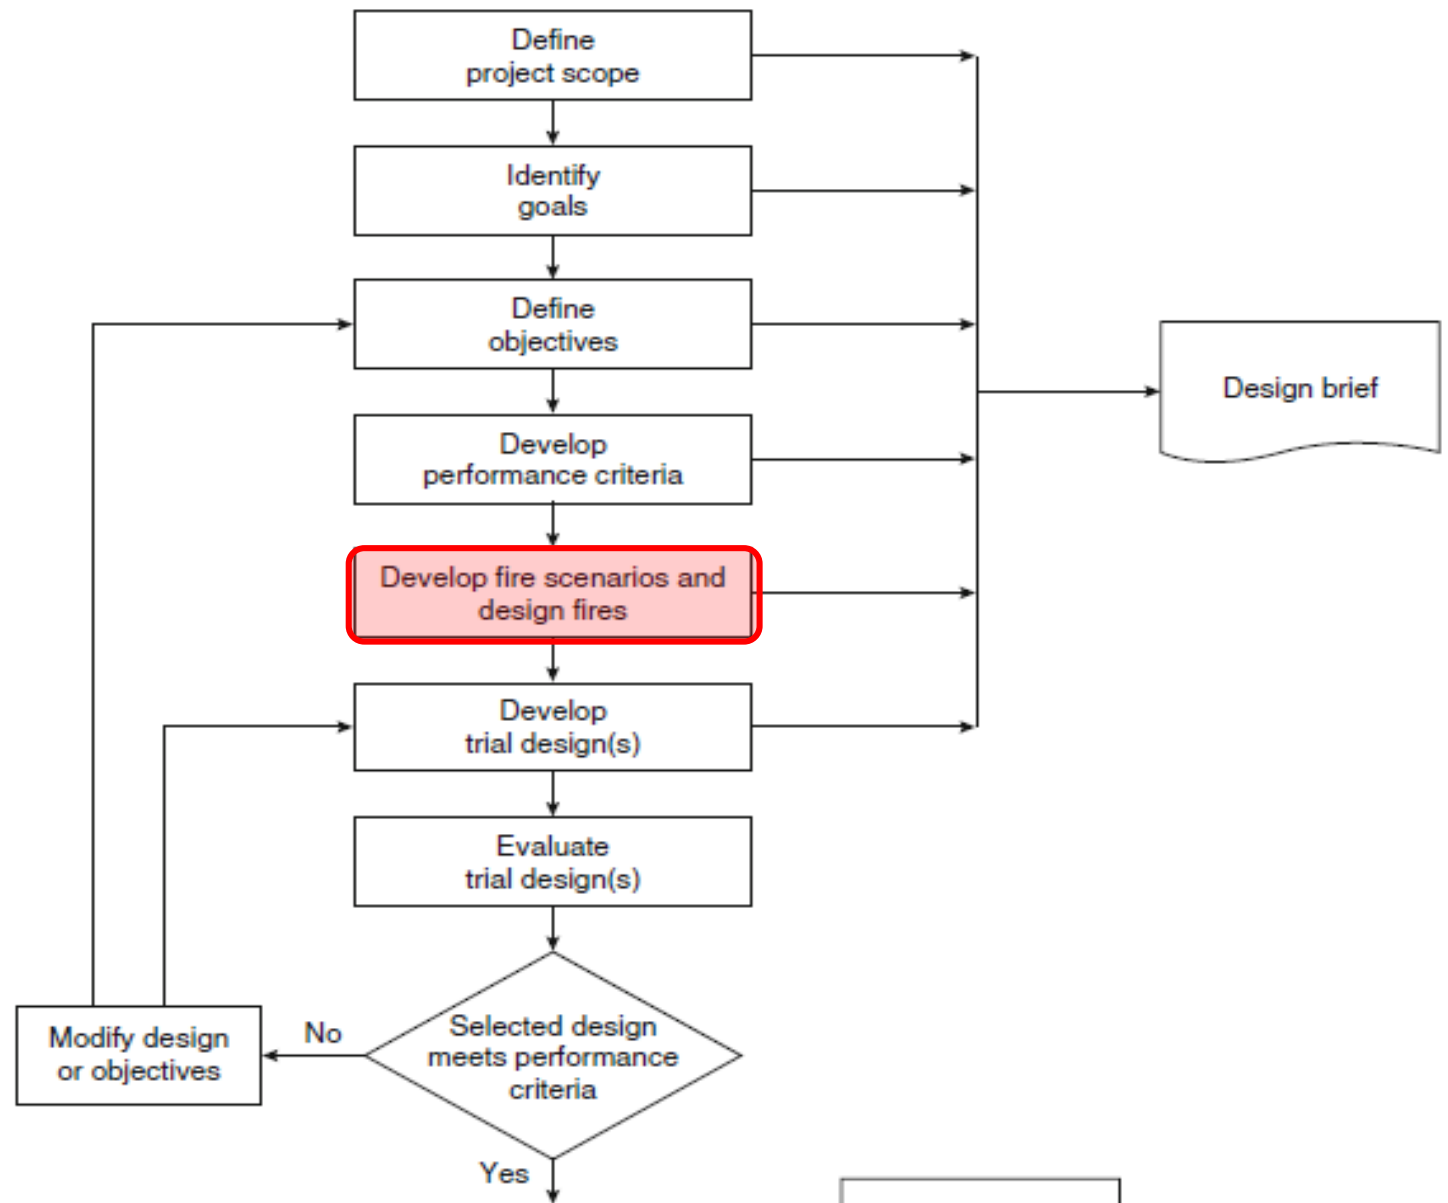 Define
project scope
Identify
goals
Define
objectives
Design brief
Develop
performance criteria
Develop fire scenarios and
design fires
Develop
trial design(s)
Evaluate
trial design(s)
Modify design
or objectives
No
Selected design
meets performance
criteria
Yes